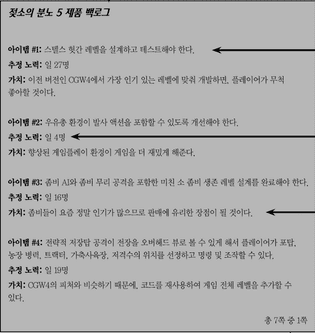 젖소의 분노 5 제품 백로그
아이템 #1: 스텔스 헛간 레벨을 설계하고 테스트해야 한다.
추정 노력: 일 27명
가치: 이전 버전인 CGW4에서 가장 인기 있는 레벨에 맞춰 개발하면, 플레이어가 무척
좋아할 것이다.
아이템 #2: 우유총 환경이 발사 액션을 포함할 수 있도록 개선해야 한다.
추정 노력: 일 4명
가치: 향상된 게임플레이 환경이 게임을 더 재밌게 해준다.
아이템 #3: 좀비 AI와 좀비 무리 공격을 포함한 미친 소 좀비 생존 레벨 설계를 완료해야 한다.
추정 노력: 일 16명
가치: 좀비들이 요즘 정말 인기가 많으므로 판매에 유리한 장점이 될 것이다.
아이템 #4: 전략적 저장탑 공격이 전장을 오버헤드 뷰로 볼 수 있게 해서 플레이어가 포탑,
농장 병력, 트랙터, 가축사육장, 저격수의 위치를 선정하고 명령 및 조작할 수 있다.
추정 노력: 일 19명
가치: CGW4의 피처와 비슷하기 때문에, 코드를 재사용하여 게임 전체 레벨을 추가할 수
있다.
총 7쪽 중 1쪽